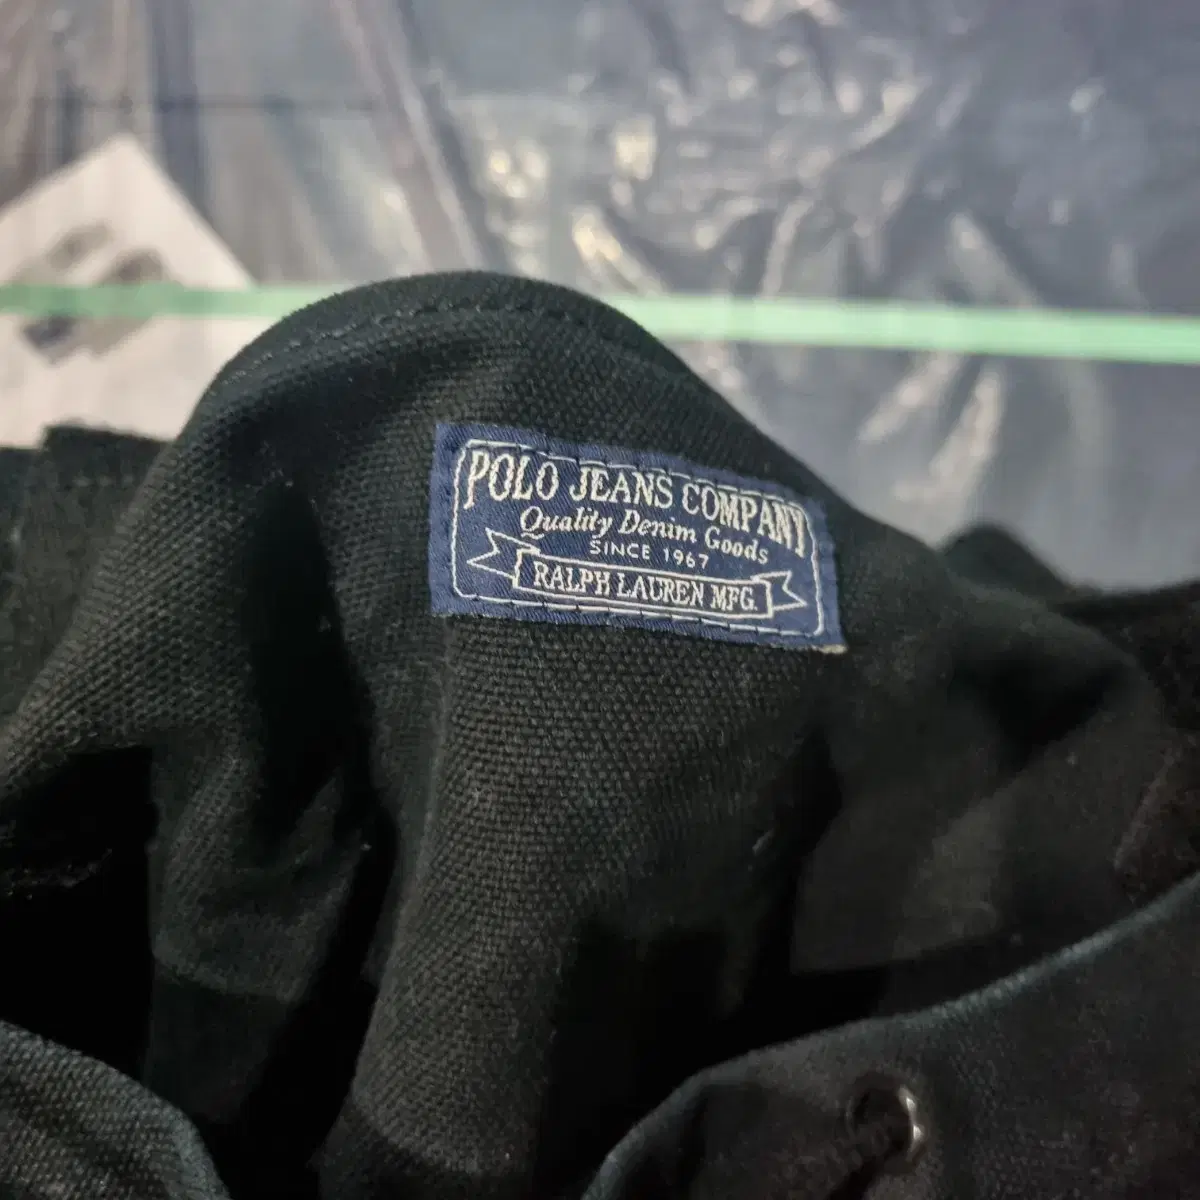 POLO JEANS COMPANY
Quality Denim Goods
SINCE 1967
RALPH LAUREN MFG.